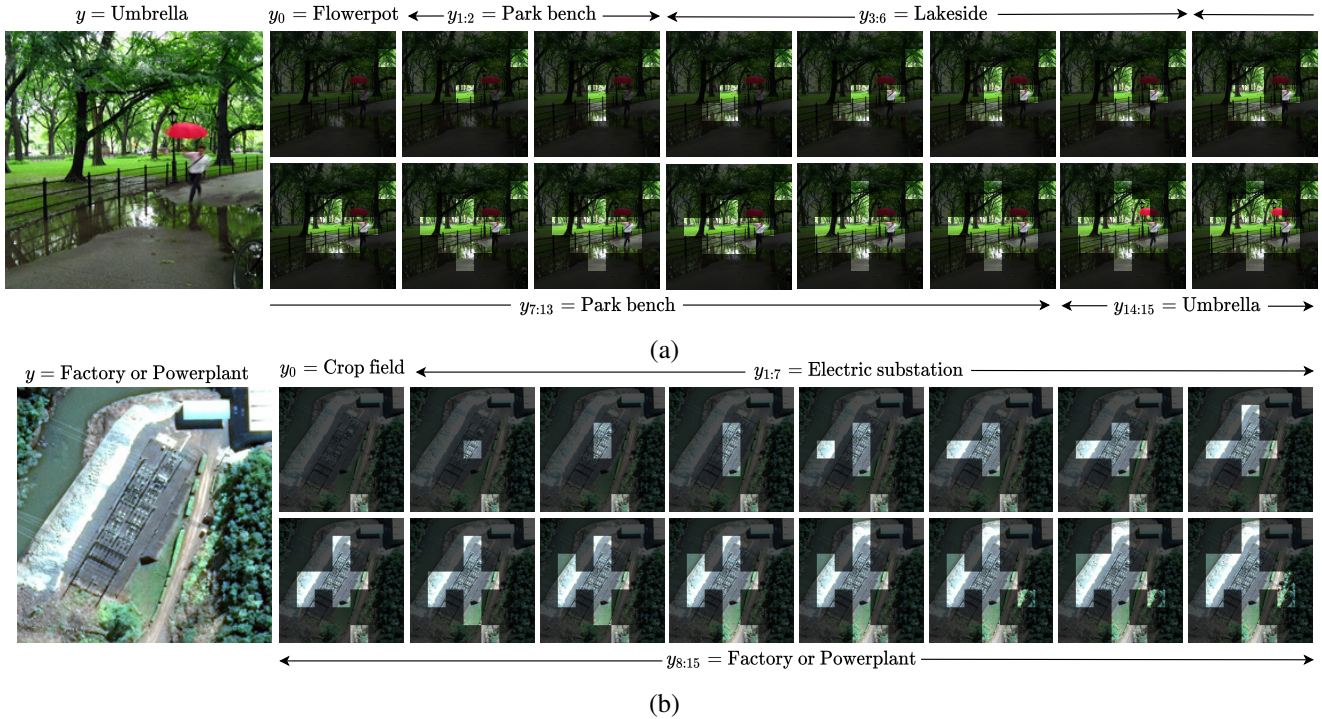 y = Umbrella
y₀ = Flowerpot
y₁:₂ = Park bench
y₃:₆ = Lakeside
y₇:₁₃ = Park bench
y₁₄:₁₅ = Umbrella
(a)
y = Factory or Powerplant
y₀ = Crop field
y₁:₇ = Electric substation
y₈:₁₅ = Factory or Powerplant
(b)